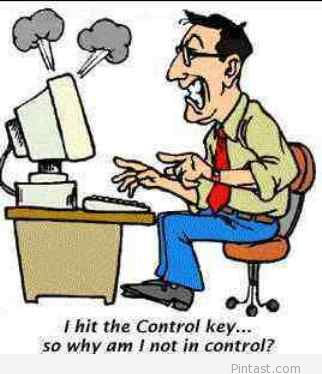 I hit the Control key...
so why am I not in control?
Pintast.com